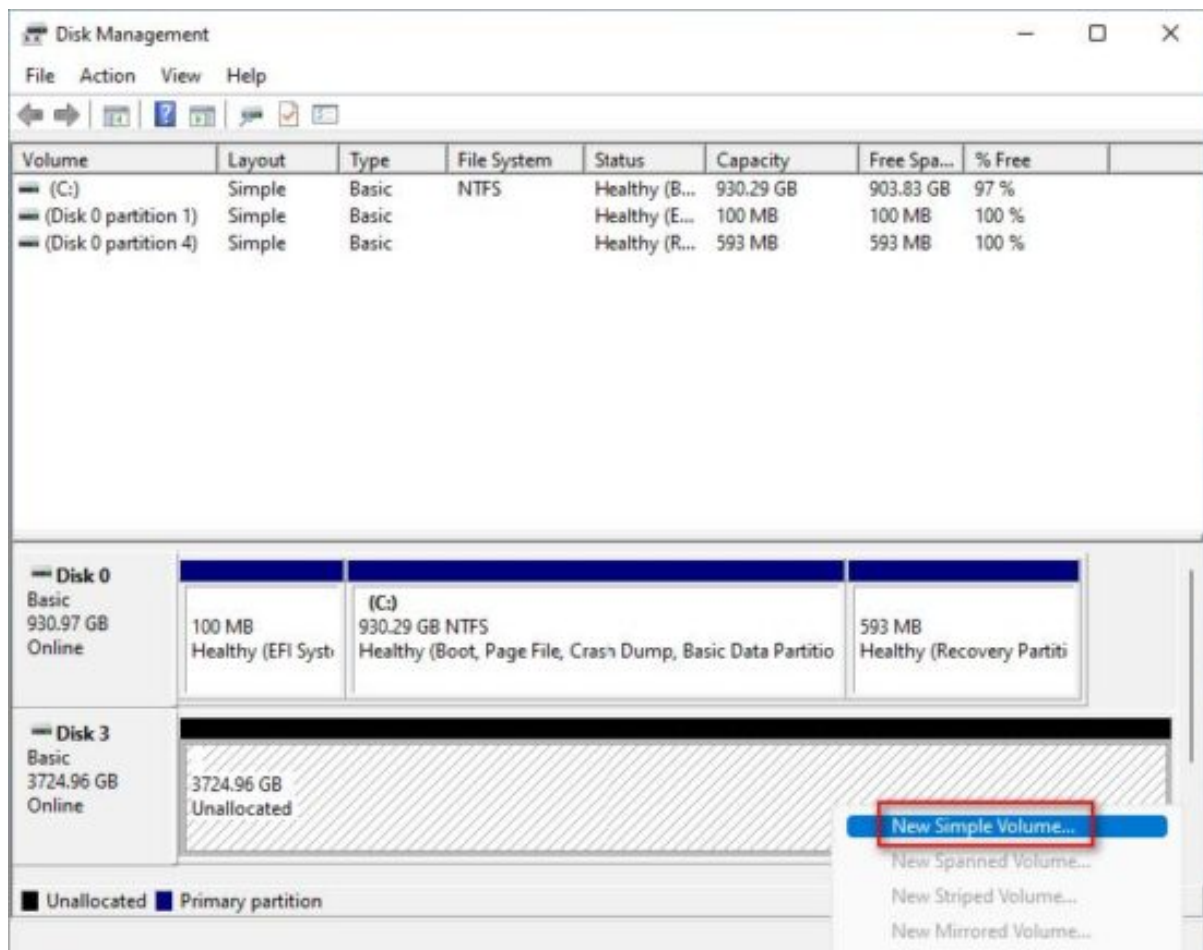 Disk Management
File Action View Help
Volume Layout Type File System Status Capacity Free Spa... % Free
(C:) Simple Basic NTFS Healthy (B... 930.29 GB 903.83 GB 97 %
(Disk 0 partition 1) Simple Basic Healthy (E... 100 MB 100 MB 100 %
(Disk 0 partition 4) Simple Basic Healthy (R... 593 MB 593 MB 100 %
Disk 0
Basic
930.97 GB
Online
100 MB
Healthy (EFI Syst
(C:)
930.29 GB NTFS
Healthy (Boot, Page File, Crash Dump, Basic Data Partitio
593 MB
Healthy (Recovery Partiti
Disk 3
Basic
3724.96 GB
Online
3724.96 GB
Unallocated
New Simple Volume...
New Spanned Volume...
New Striped Volume...
New Mirrored Volume...
Unallocated Primary partition